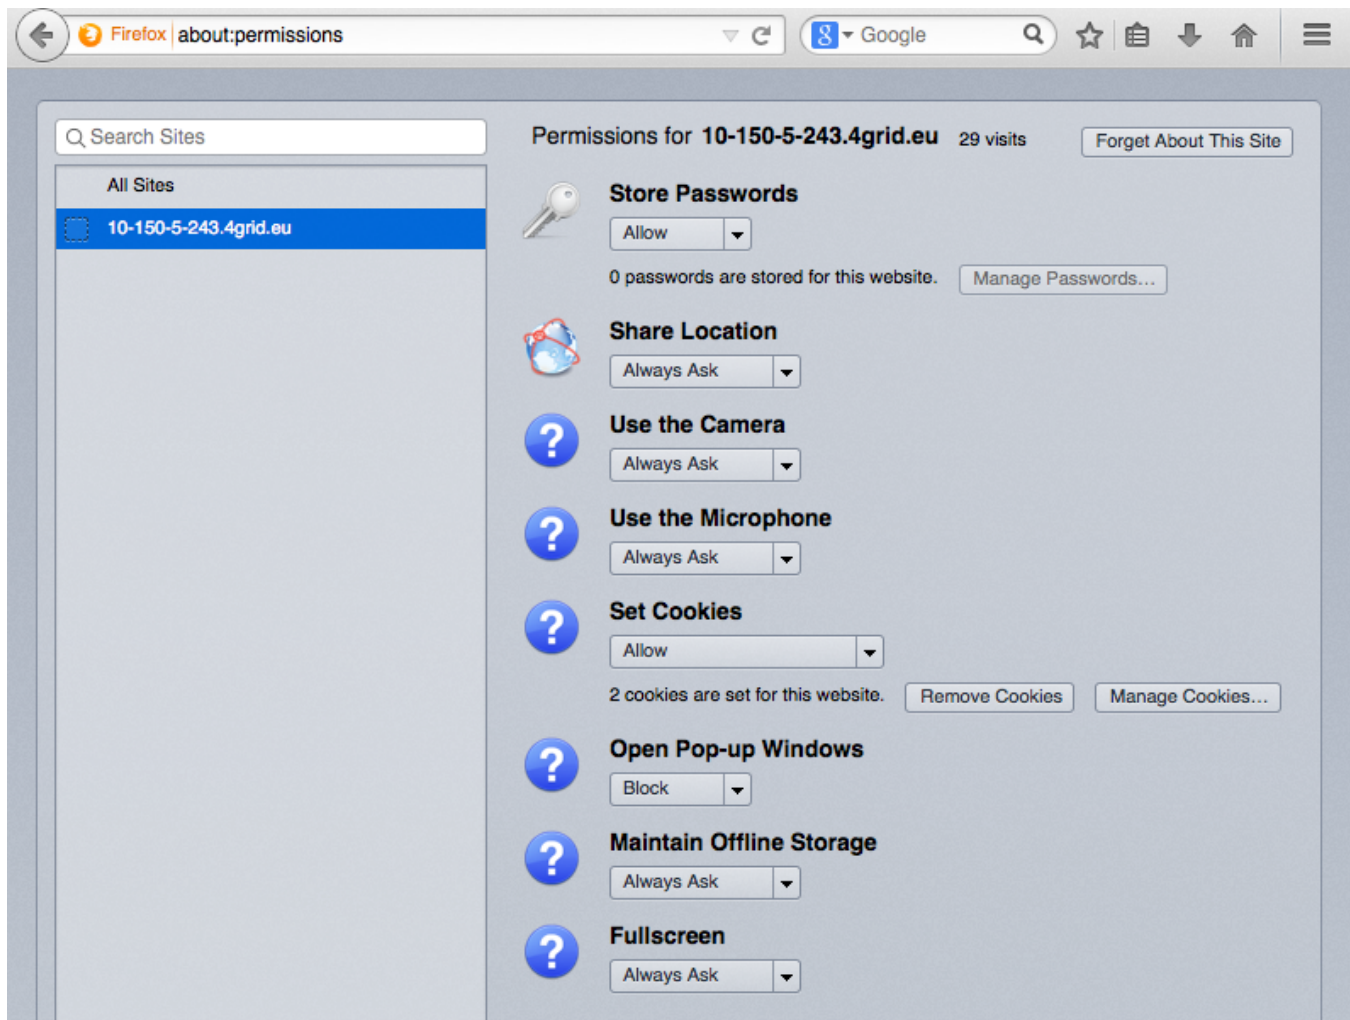 Firefox about:permissions
8 Google
Search Sites
All Sites
10-150-5-243.4grid.eu
Permissions for 10-150-5-243.4grid.eu 29 visits Forget About This Site
Store Passwords
Allow
0 passwords are stored for this website. Manage Passwords...
Share Location
Always Ask
? Use the Camera
Always Ask
? Use the Microphone
Always Ask
? Set Cookies
Allow
2 cookies are set for this website. Remove Cookies Manage Cookies...
? Open Pop-up Windows
Block
? Maintain Offline Storage
Always Ask
? Fullscreen
Always Ask